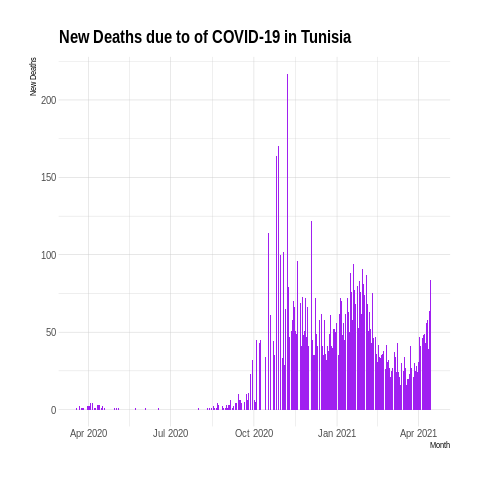 New Deaths due to of COVID-19 in Tunisia
New Deaths
200
150
100
50
0
Apr 2020 Jul 2020 Oct 2020 Jan 2021 Apr 2021
Month